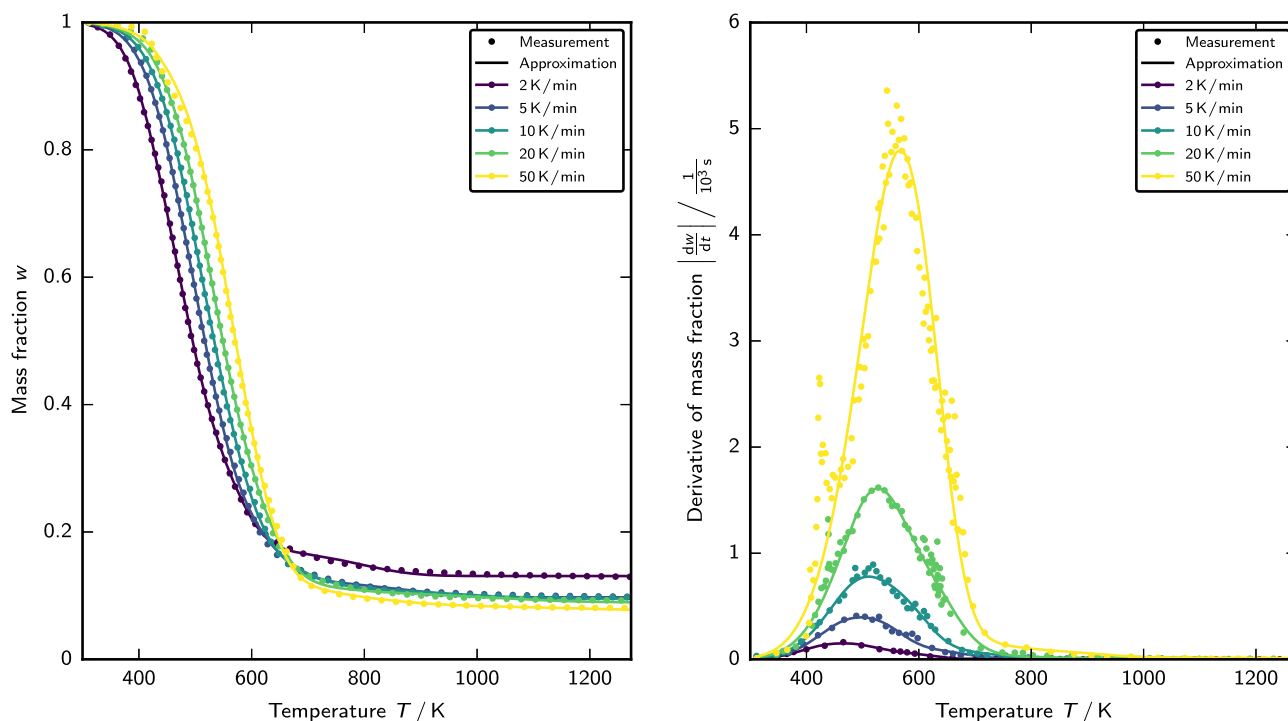 1
0.8
0.6
0.4
0.2
0
400
600
800
1000
1200
Mass fraction w
Temperature T / K
Measurement
Approximation
2 K / min
5 K / min
10 K / min
20 K / min
50 K / min
6
5
4
3
2
1
0
400
600
800
1000
1200
Derivative of mass fraction |dw/dt| / 1/10³ s
Temperature T / K
Measurement
Approximation
2 K / min
5 K / min
10 K / min
20 K / min
50 K / min